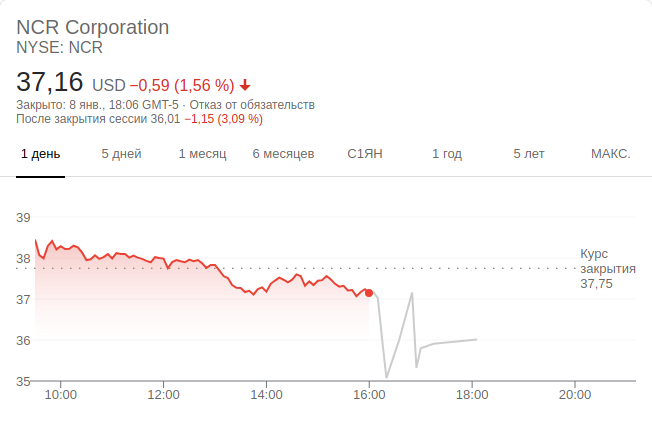 NCR Corporation
NYSE: NCR
37,16 USD −0,59 (1,56 %)
Закрыто: 8 янв., 18:06 GMT-5 · Отказ от обязательств
После закрытия сессии 36,01 −1,15 (3,09 %)
1 день 5 дней 1 месяц 6 месяцев С1ЯН 1 год 5 лет МАКС.
39
38
37
36
35
Курс
закрытия
37,75
10:00 12:00 14:00 16:00 18:00 20:00